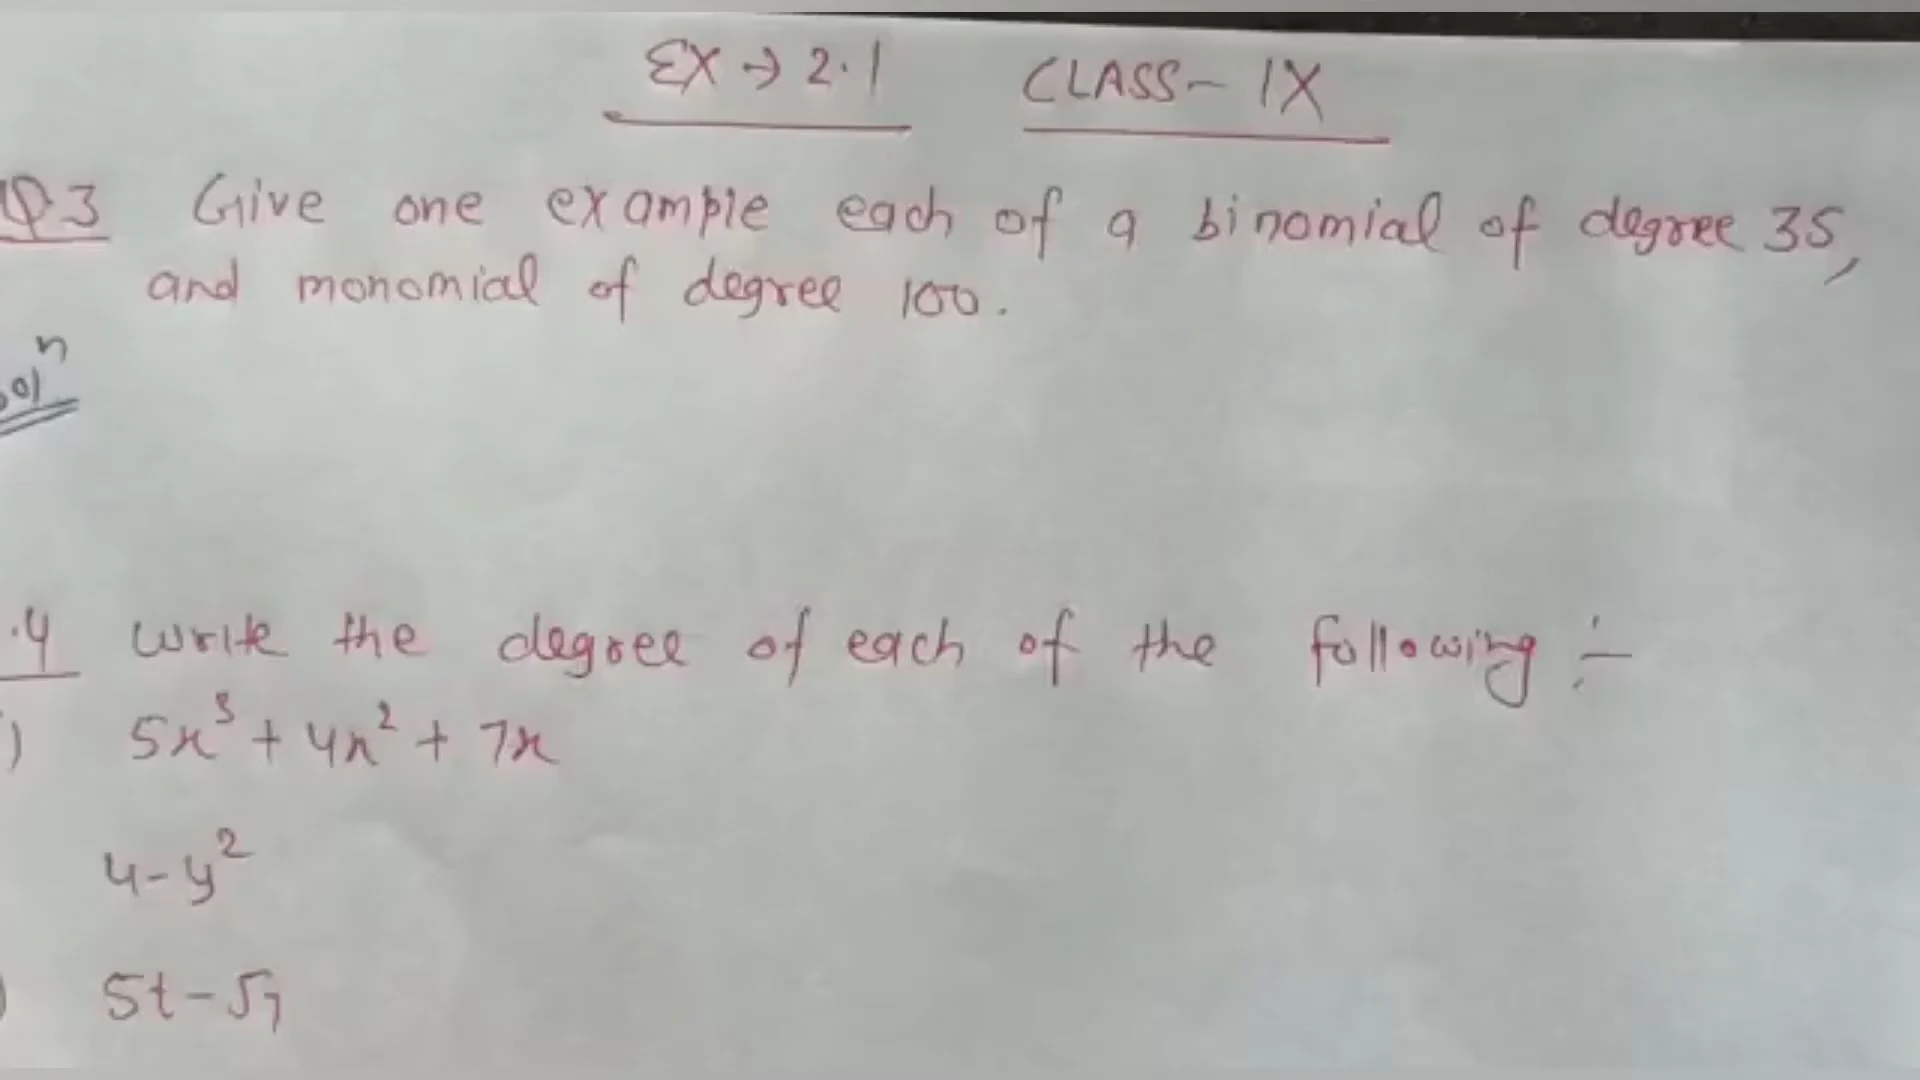 EX → 2.1 CLASS - IX
Q3 Give one example each of a binomial of degree 35,
and monomial of degree 100.
Solⁿ
.4 Write the degree of each of the following :-
) 5x³ + 4x² + 7x
4 - y²
) 5t - √7